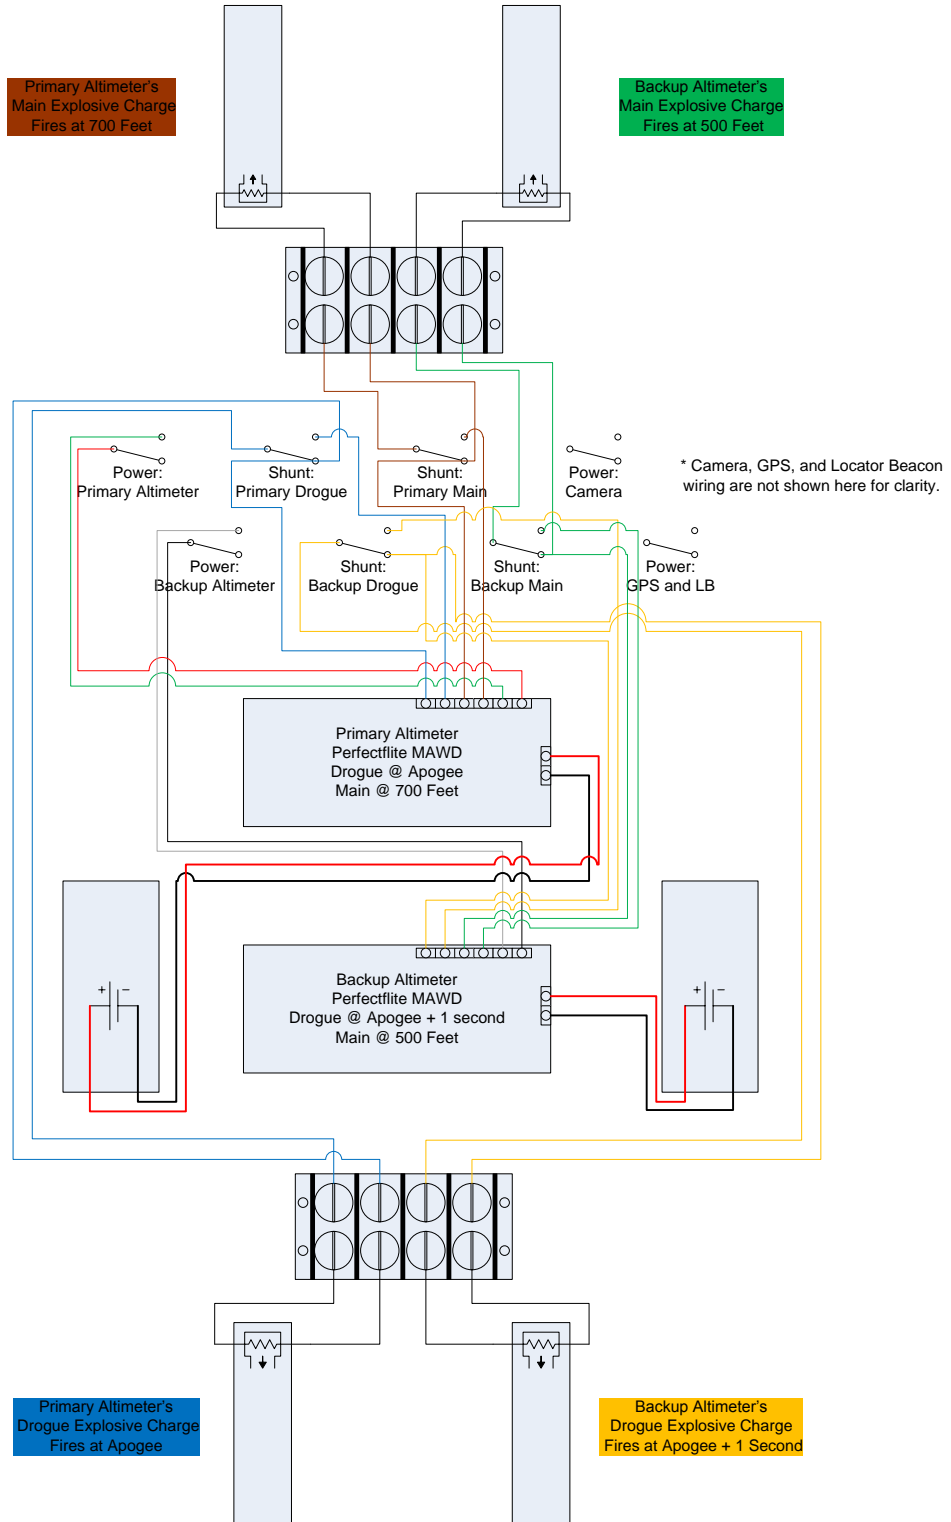 Primary Altimeter's
Main Explosive Charge
Fires at 700 Feet
Backup Altimeter's
Main Explosive Charge
Fires at 500 Feet
Power:
Primary Altimeter
Shunt:
Primary Drogue
Shunt:
Primary Main
Power:
Camera
* Camera, GPS, and Locator Beacon
wiring are not shown here for clarity.
Power:
Backup Altimeter
Shunt:
Backup Drogue
Shunt:
Backup Main
Power:
GPS and LB
Primary Altimeter
Perfectflite MAWD
Drogue @ Apogee
Main @ 700 Feet
Backup Altimeter
Perfectflite MAWD
Drogue @ Apogee + 1 second
Main @ 500 Feet
+ −
+ −
Primary Altimeter's
Drogue Explosive Charge
Fires at Apogee
Backup Altimeter's
Drogue Explosive Charge
Fires at Apogee + 1 Second